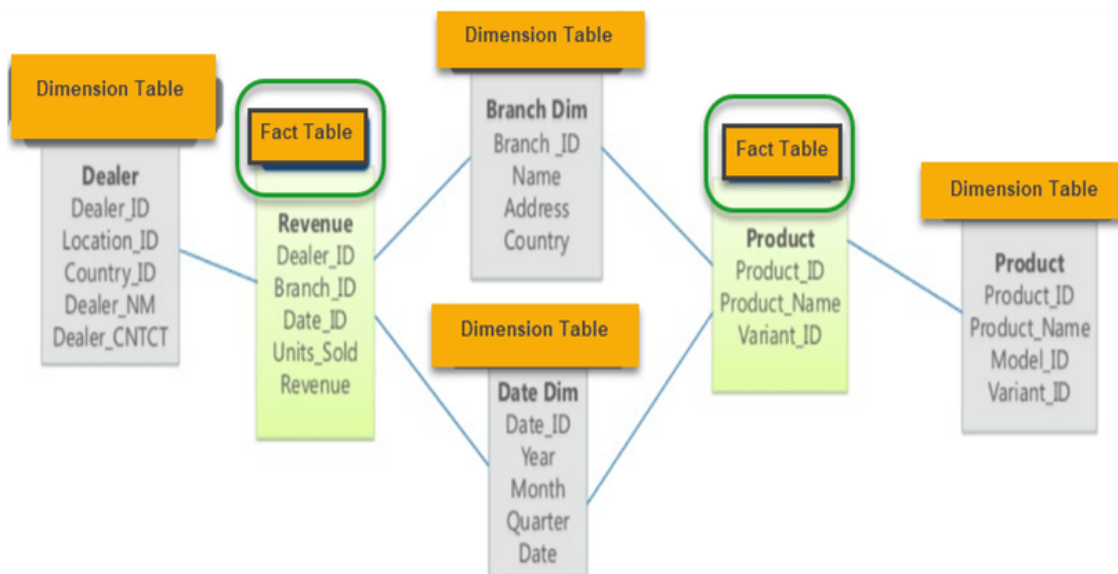 Dimension Table
Dealer
Dealer_ID
Location_ID
Country_ID
Dealer_NM
Dealer_CNTCT
Fact Table
Revenue
Dealer_ID
Branch_ID
Date_ID
Units_Sold
Revenue
Dimension Table
Branch Dim
Branch _ID
Name
Address
Country
Dimension Table
Date Dim
Date_ID
Year
Month
Quarter
Date
Fact Table
Product
Product_ID
Product_Name
Variant_ID
Dimension Table
Product
Product_ID
Product_Name
Model_ID
Variant_ID